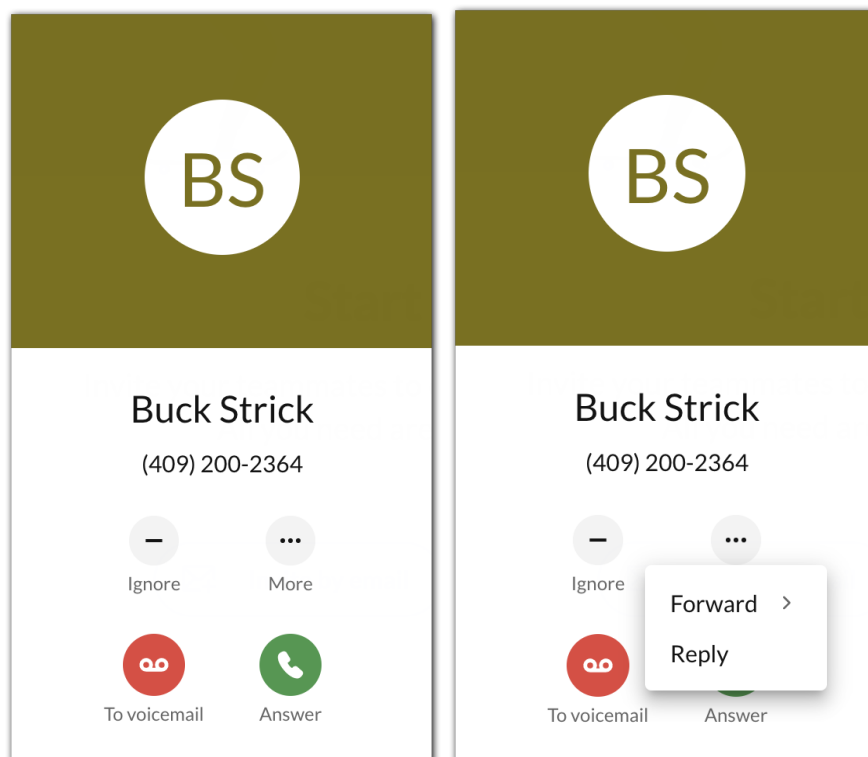 BS
Buck Strick
(409) 200-2364
Ignore
More
To voicemail
Answer
BS
Buck Strick
(409) 200-2364
Ignore
Forward
Reply
To voicemail
Answer